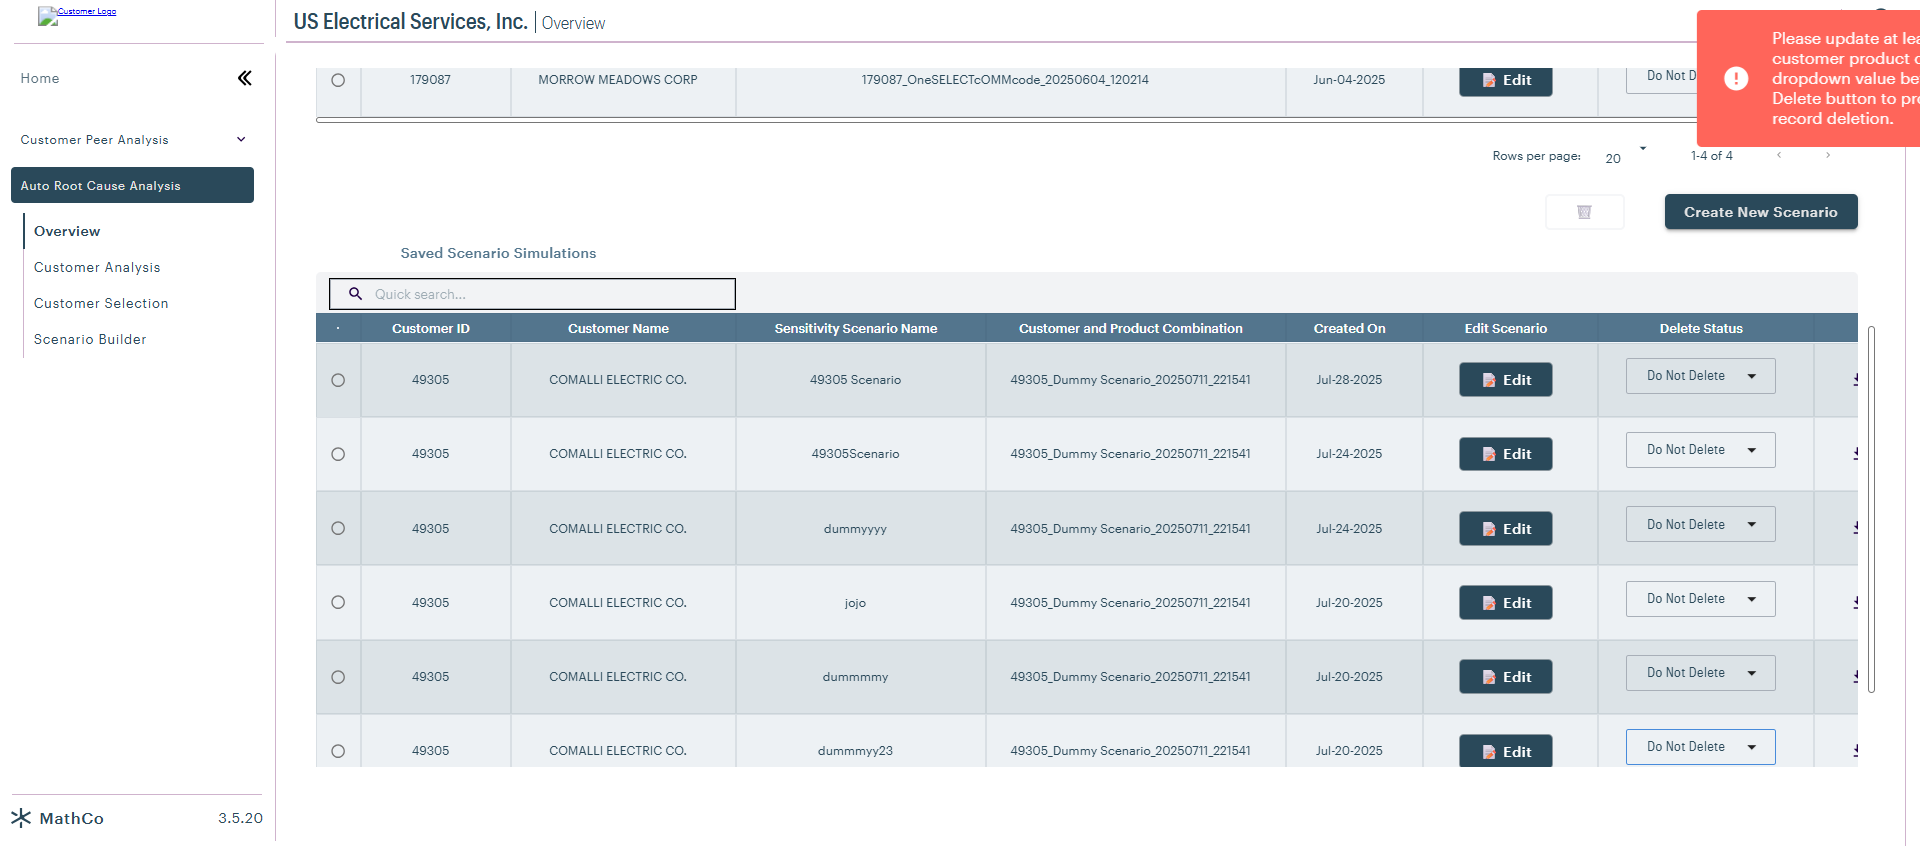 Customer Logo
US Electrical Services, Inc. Overview
Home
Customer Peer Analysis
Auto Root Cause Analysis
Overview
Customer Analysis
Customer Selection
Scenario Builder
MathCo 3.5.20
179087 MORROW MEADOWS CORP 179087_OneSELECTcOMMcode_20250604_120214 Jun-04-2025 Edit Do Not D
Please update at lea
customer product c
dropdown value be
Delete button to pro
record deletion.
Rows per page: 20 1-4 of 4
Create New Scenario
Saved Scenario Simulations
Quick search...
Customer ID Customer Name Sensitivity Scenario Name Customer and Product Combination Created On Edit Scenario Delete Status
49305 COMALLI ELECTRIC CO. 49305 Scenario 49305_Dummy Scenario_20250711_221541 Jul-28-2025 Edit Do Not Delete
49305 COMALLI ELECTRIC CO. 49305Scenario 49305_Dummy Scenario_20250711_221541 Jul-24-2025 Edit Do Not Delete
49305 COMALLI ELECTRIC CO. dummyyyy 49305_Dummy Scenario_20250711_221541 Jul-24-2025 Edit Do Not Delete
49305 COMALLI ELECTRIC CO. jojo 49305_Dummy Scenario_20250711_221541 Jul-20-2025 Edit Do Not Delete
49305 COMALLI ELECTRIC CO. dummmmy 49305_Dummy Scenario_20250711_221541 Jul-20-2025 Edit Do Not Delete
49305 COMALLI ELECTRIC CO. dummmyy23 49305_Dummy Scenario_20250711_221541 Jul-20-2025 Edit Do Not Delete